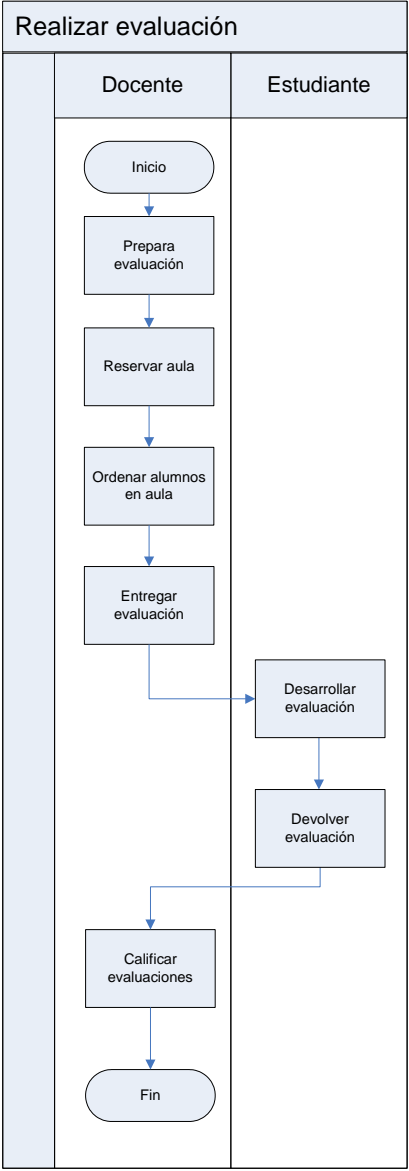 Realizar evaluación
Docente
Estudiante
Inicio
Prepara
evaluación
Reservar aula
Ordenar alumnos
en aula
Entregar
evaluación
Desarrollar
evaluación
Devolver
evaluación
Calificar
evaluaciones
Fin